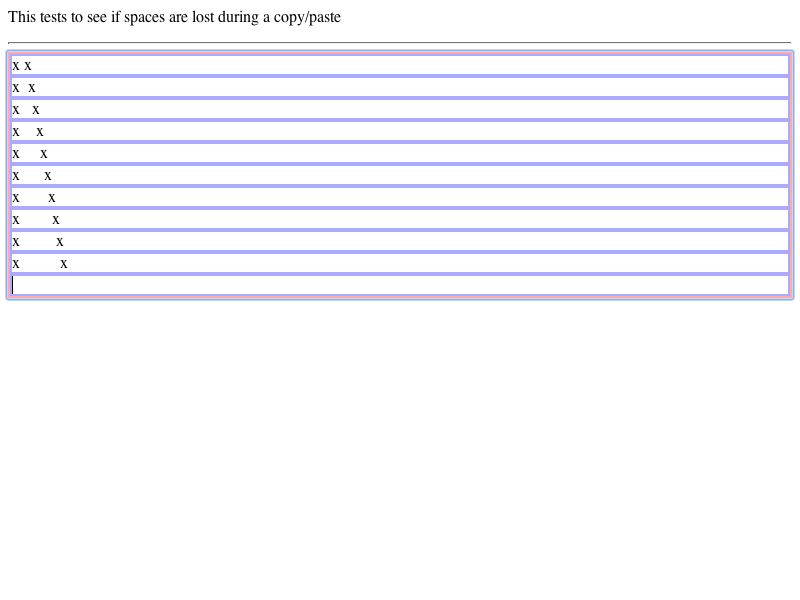 This tests to see if spaces are lost during a copy/paste
x x
x  x
x   x
x    x
x     x
x      x
x       x
x        x
x         x
x          x